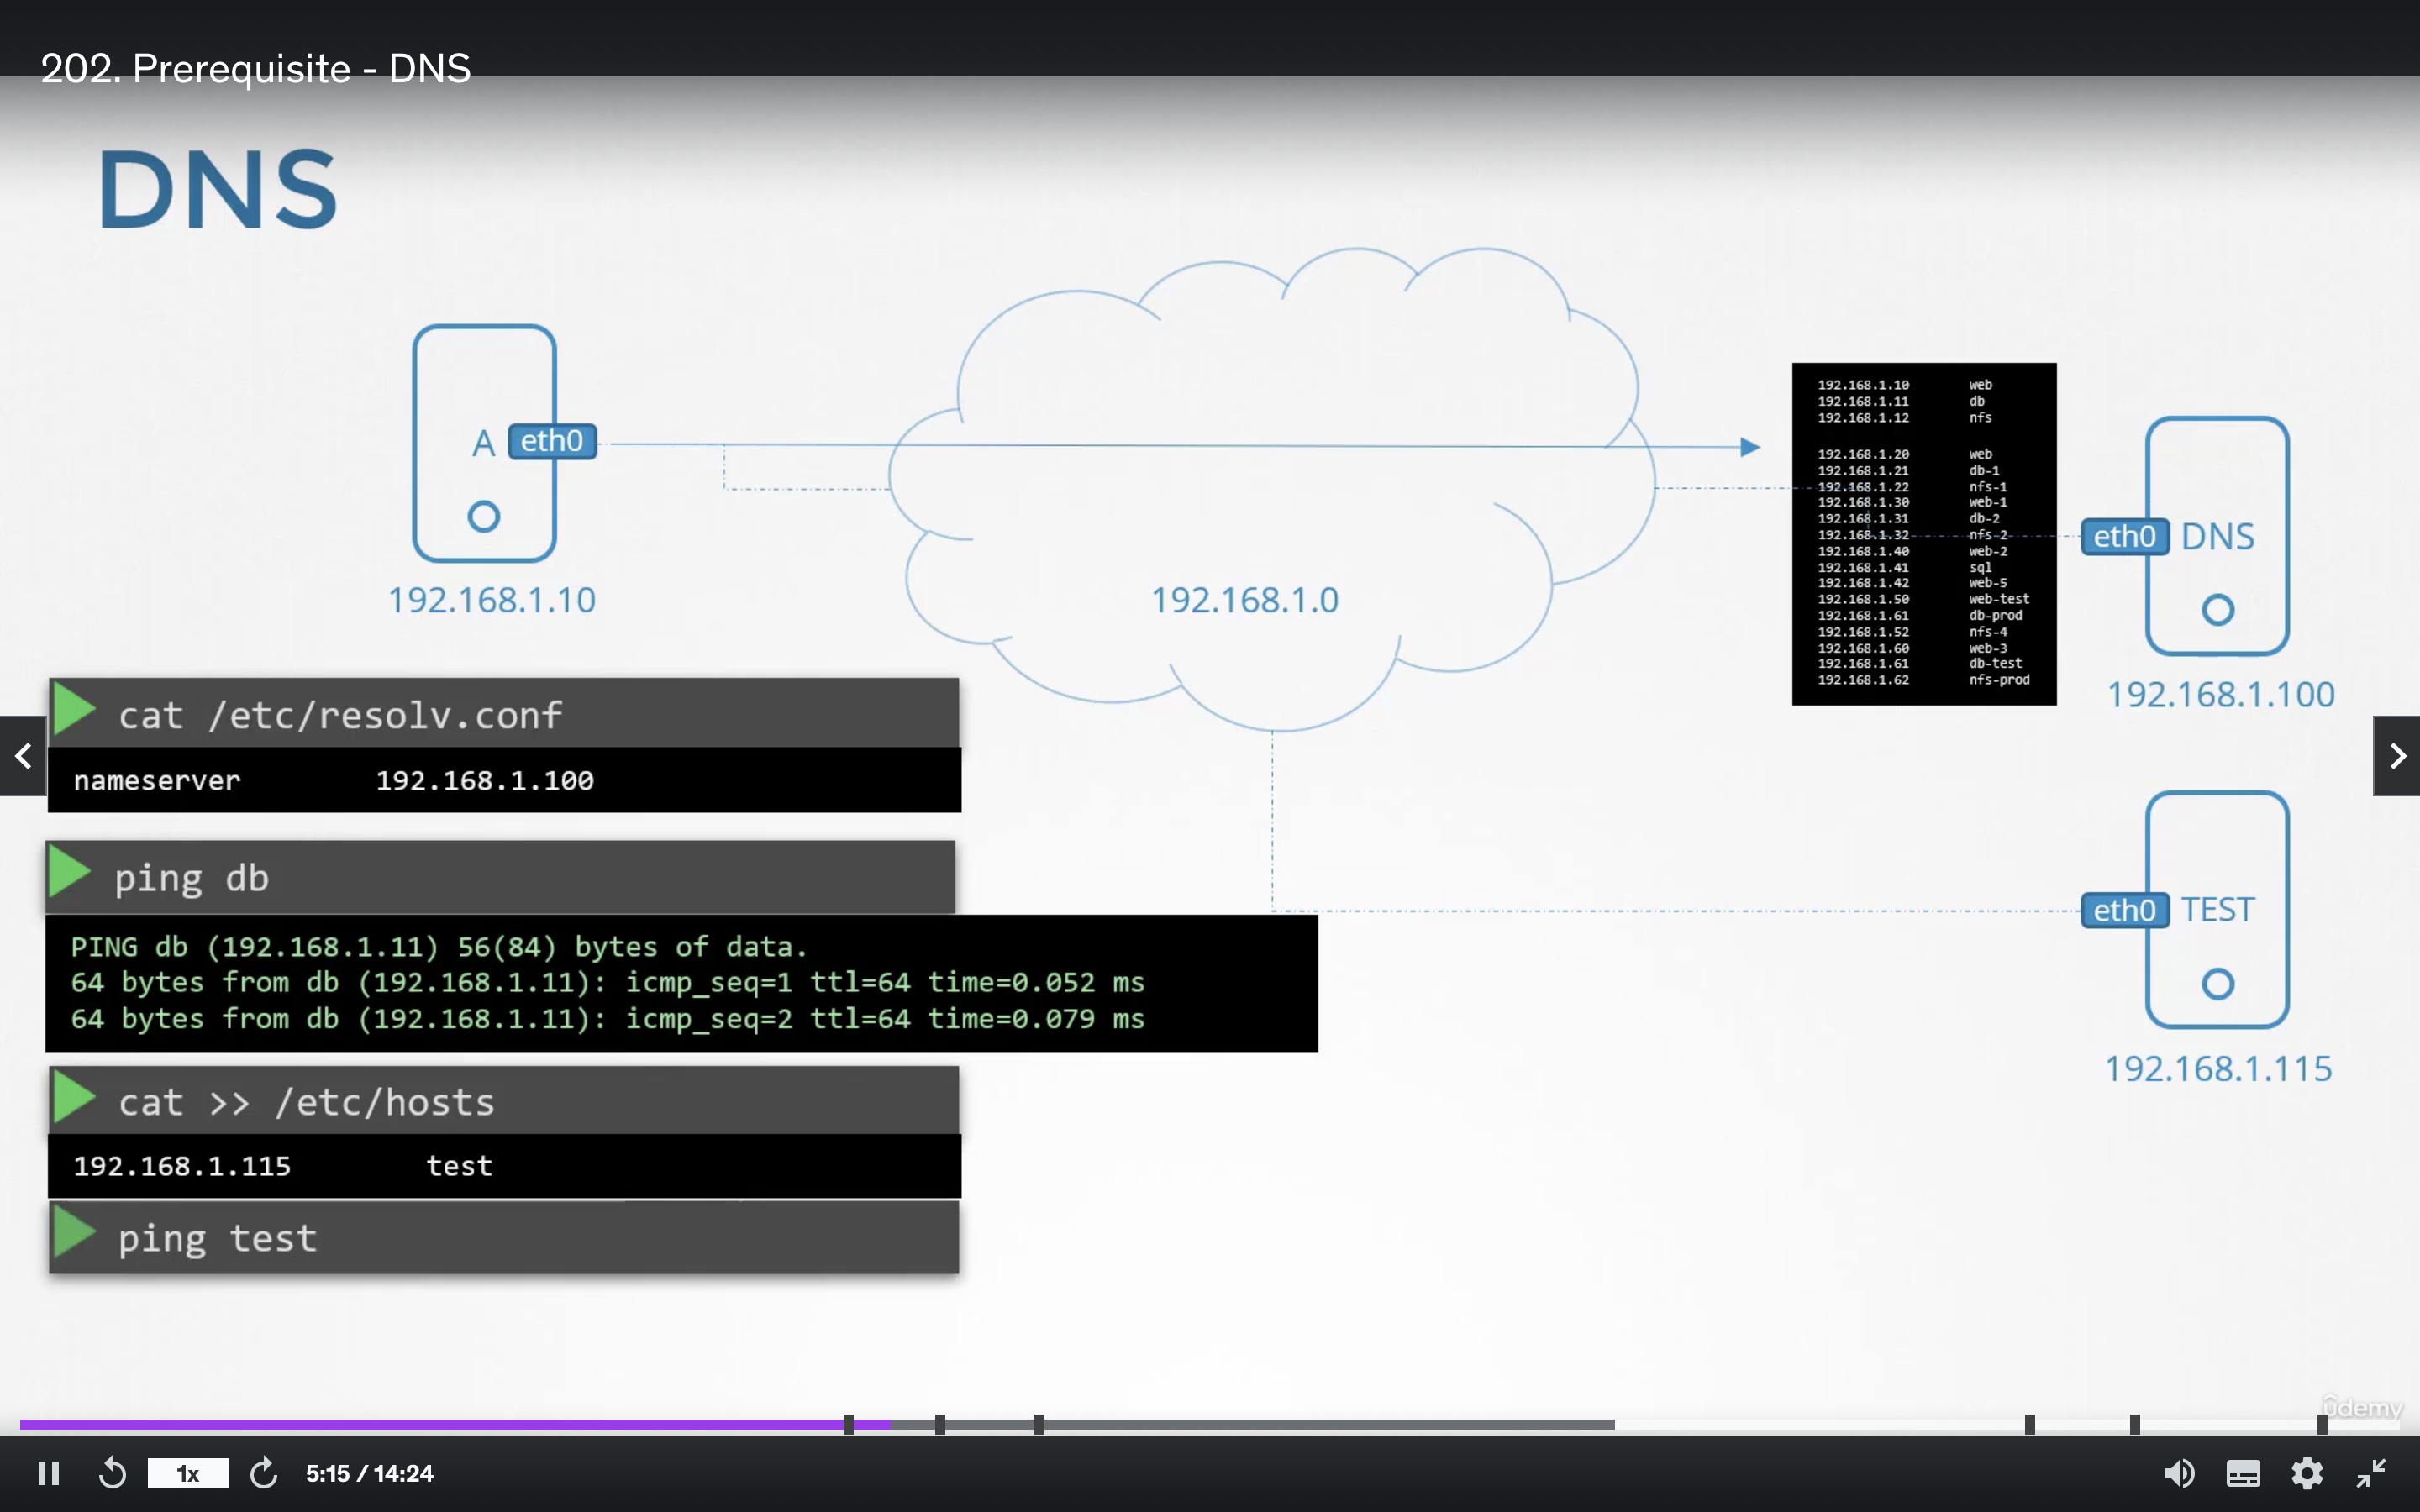 202. Prerequisite - DNS
DNS
A
eth0
192.168.1.10
192.168.1.0
192.168.1.10 web
192.168.1.11 db
192.168.1.12 nfs
192.168.1.20 web
192.168.1.21 db-1
192.168.1.22 nfs-1
192.168.1.30 web-1
192.168.1.31 db-2
192.168.1.32 nfs-2
192.168.1.40 web-2
192.168.1.41 sql
192.168.1.42 web-5
192.168.1.50 web-test
192.168.1.61 db-prod
192.168.1.52 nfs-4
192.168.1.60 web-3
192.168.1.61 db-test
192.168.1.62 nfs-prod
eth0 DNS
192.168.1.100
cat /etc/resolv.conf
nameserver 192.168.1.100
ping db
PING db (192.168.1.11) 56(84) bytes of data.
64 bytes from db (192.168.1.11): icmp_seq=1 ttl=64 time=0.052 ms
64 bytes from db (192.168.1.11): icmp_seq=2 ttl=64 time=0.079 ms
eth0 TEST
192.168.1.115
cat >> /etc/hosts
192.168.1.115 test
ping test
ûdemy
1x
5:15 / 14:24